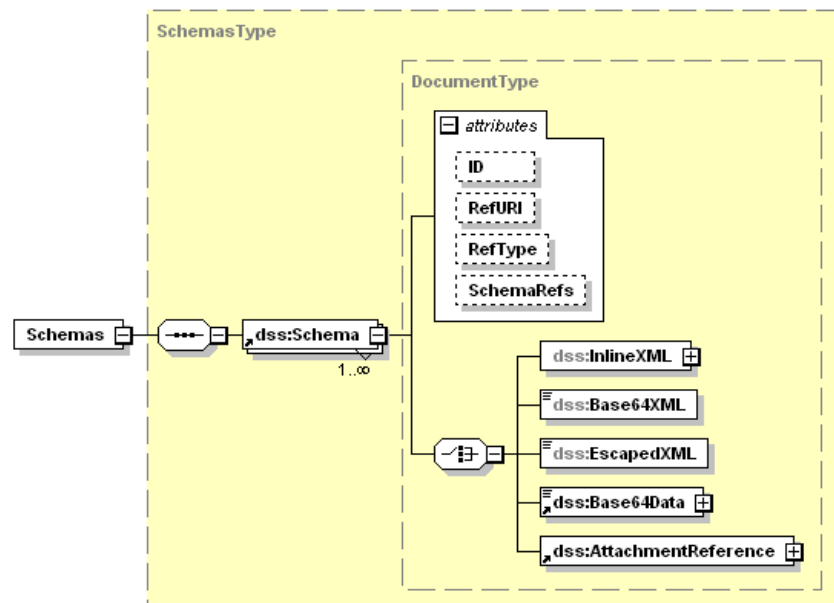 SchemasType
DocumentType
attributes
ID
RefURI
RefType
SchemaRefs
Schemas
dss:Schema
1..∞
dss:InlineXML
dss:Base64XML
dss:EscapedXML
dss:Base64Data
dss:AttachmentReference